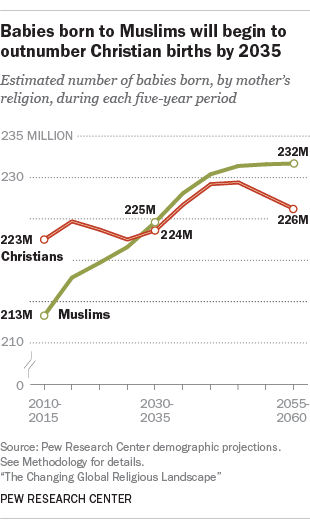 Babies born to Muslims will begin to
outnumber Christian births by 2035
Estimated number of babies born, by mother's
religion, during each five-year period
235 MILLION
232M
230
225M
226M
224M
223M
Christians
213M
Muslims
210
0
2010-
2015
2030-
2035
2055-
2060
Source: Pew Research Center demographic projections.
See Methodology for details.
“The Changing Global Religious Landscape”
PEW RESEARCH CENTER